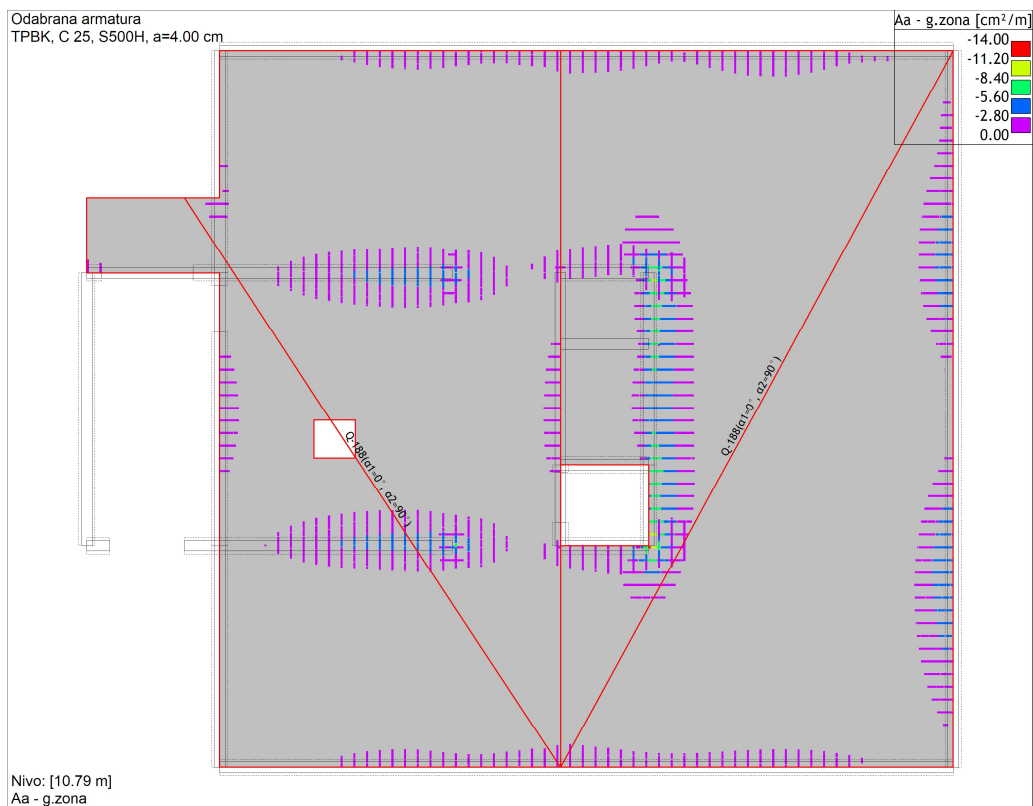 Odabrana armatura
TPBK, C 25, S500H, a=4.00 cm
Aa - g.zona [cm²/m]
-14.00
-11.20
-8.40
-5.60
-2.80
0.00
Q-188(α1=0°, α2=90°)
Q-188(α1=0°, α2=90°)
Nivo: [10.79 m]
Aa - g.zona